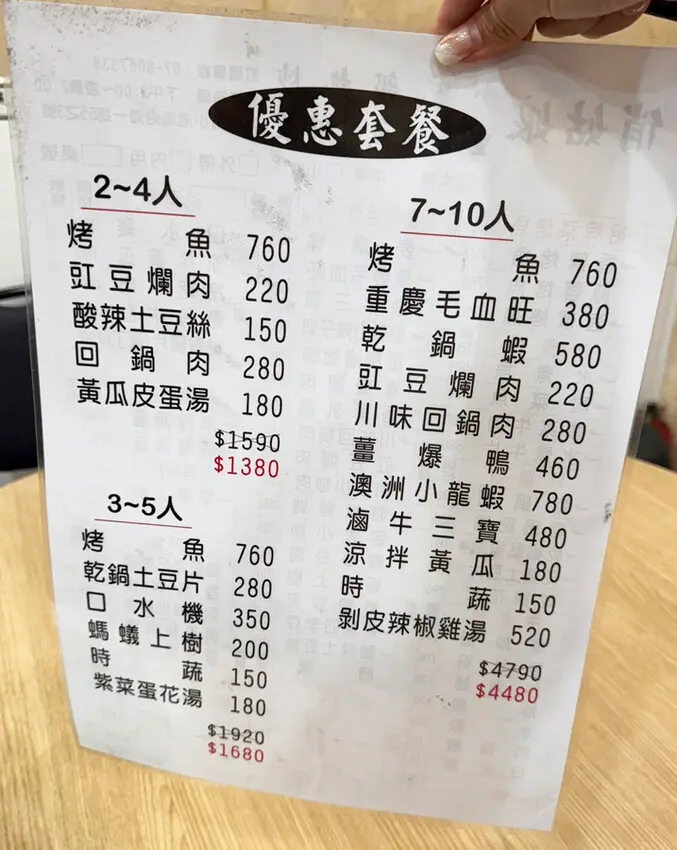 優惠套餐
2~4人
烤魚 760
豇豆爛肉 220
酸辣土豆絲 150
回鍋肉 280
黃瓜皮蛋湯 180
$1590
$1380
3~5人
烤魚 760
乾鍋土豆片 280
口水機 350
螞蟻上樹 200
時蔬 150
紫菜蛋花湯 180
$1920
$1680
7~10人
烤魚 760
重慶毛血旺 380
乾鍋蝦 580
豇豆爛肉 220
川味回鍋肉 280
薑爆鴨 460
澳洲小龍蝦 780
滷牛三寶 480
涼拌黃瓜 180
時蔬 150
剝皮辣椒雞湯 520
$4790
$4480